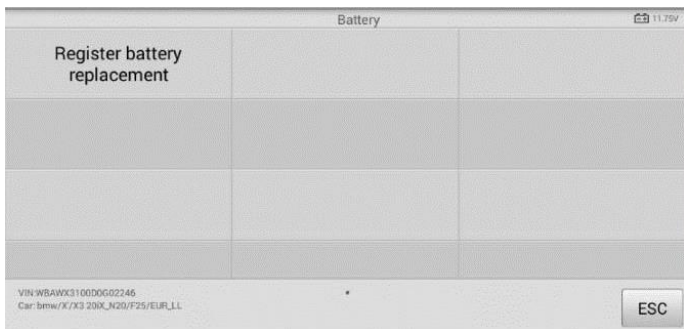 Battery
11.75V
Register battery
replacement
VIN:WBAWX3100D0G02246
Car: bmw/X'/X3 20iX_N20/F25/EUR_LL
ESC